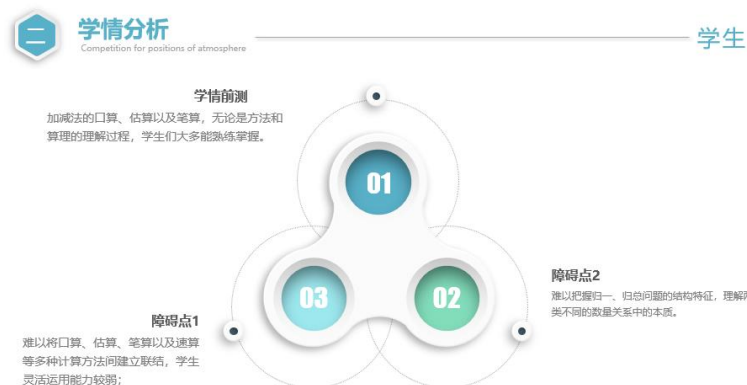 二
学情分析
Competition for positions of atmosphere
学生
学情前测
加减法的口算、估算以及笔算，无论是方法和
算理的理解过程，学生们大多能熟练掌握。
01
03
02
障碍点2
难以把握归一、归总问题的结构特征，理解两
类不同的数量关系中的本质。
障碍点1
难以将口算、估算、笔算以及速算
等多种计算方法间建立联结，学生
灵活运用能力较弱；